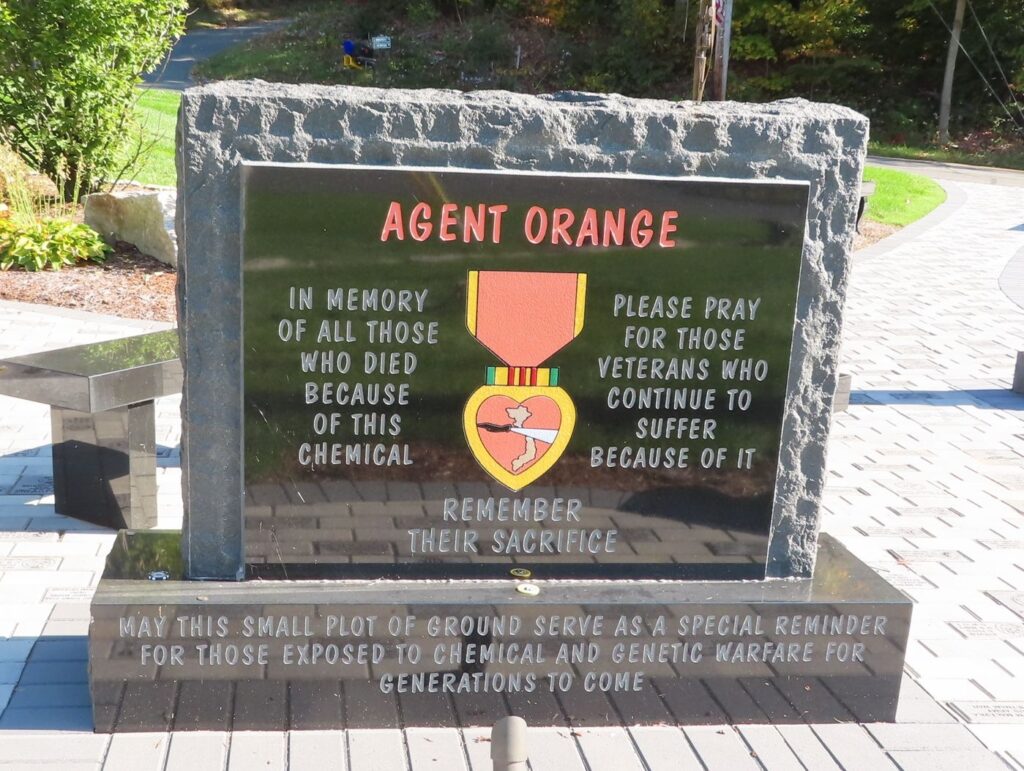 AGENT ORANGE
IN MEMORY
OF ALL THOSE
WHO DIED
BECAUSE
OF THIS
CHEMICAL
PLEASE PRAY
FOR THOSE
VETERANS WHO
CONTINUE TO
SUFFER
BECAUSE OF IT
REMEMBER
THEIR SACRIFICE
MAY THIS SMALL PLOT OF GROUND SERVE AS A SPECIAL REMINDER
FOR THOSE EXPOSED TO CHEMICAL AND GENETIC WARFARE FOR
GENERATIONS TO COME